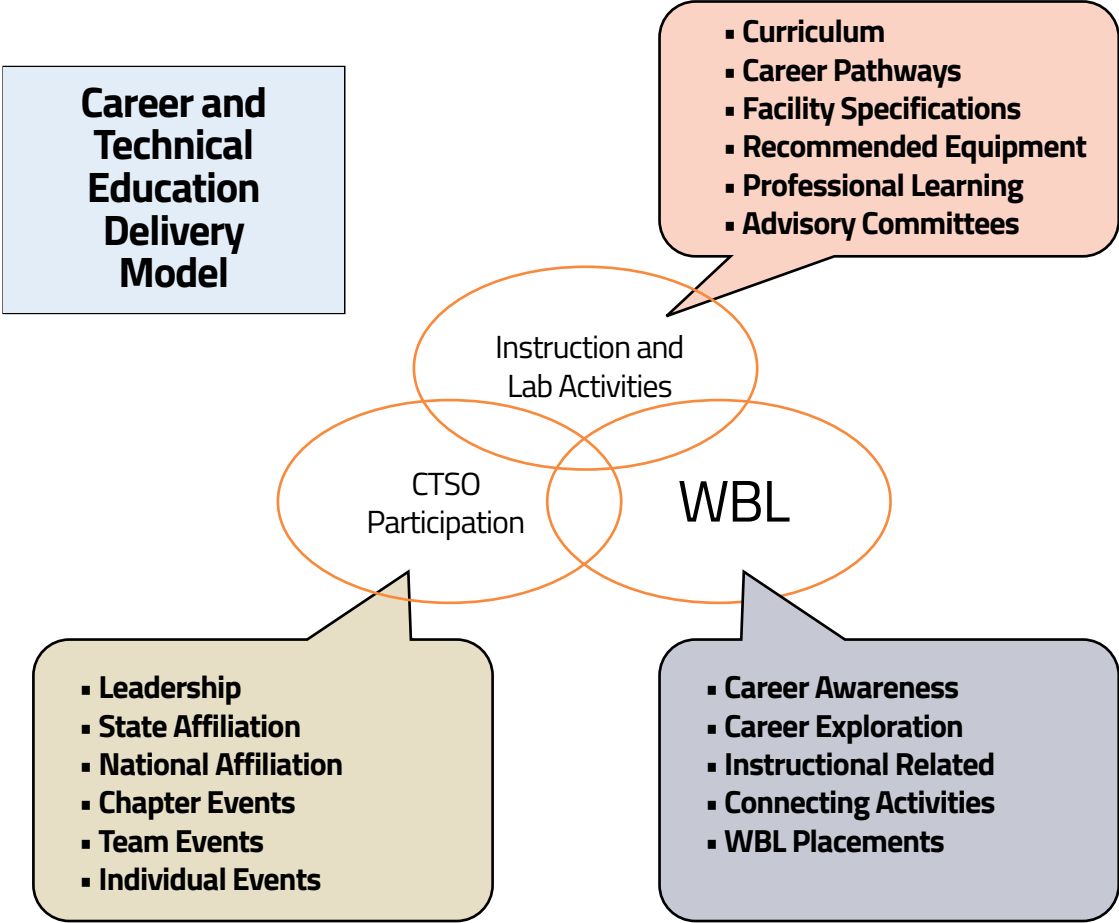 Career and
Technical
Education
Delivery
Model
▪ Curriculum
▪ Career Pathways
▪ Facility Specifications
▪ Recommended Equipment
▪ Professional Learning
▪ Advisory Committees
Instruction and
Lab Activities
CTSO
Participation
WBL
▪ Leadership
▪ State Affiliation
▪ National Affiliation
▪ Chapter Events
▪ Team Events
▪ Individual Events
▪ Career Awareness
▪ Career Exploration
▪ Instructional Related
▪ Connecting Activities
▪ WBL Placements